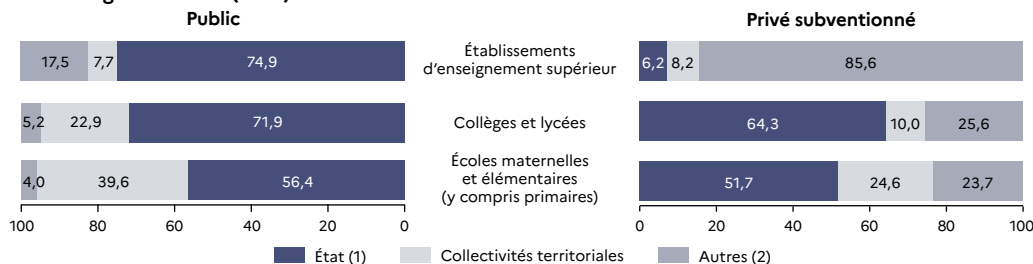 Public
Privé subventionné
17,5 7,7 74,9
Établissements
d'enseignement supérieur
6,2 8,2 85,6
5,2 22,9 71,9
Collèges et lycées
64,3 10,0 25,6
4,0 39,6 56,4
Écoles maternelles
et élémentaires
(y compris primaires)
51,7 24,6 23,7
100 80 60 40 20 0
0 20 40 60 80 100
État (1) Collectivités territoriales Autres (2)